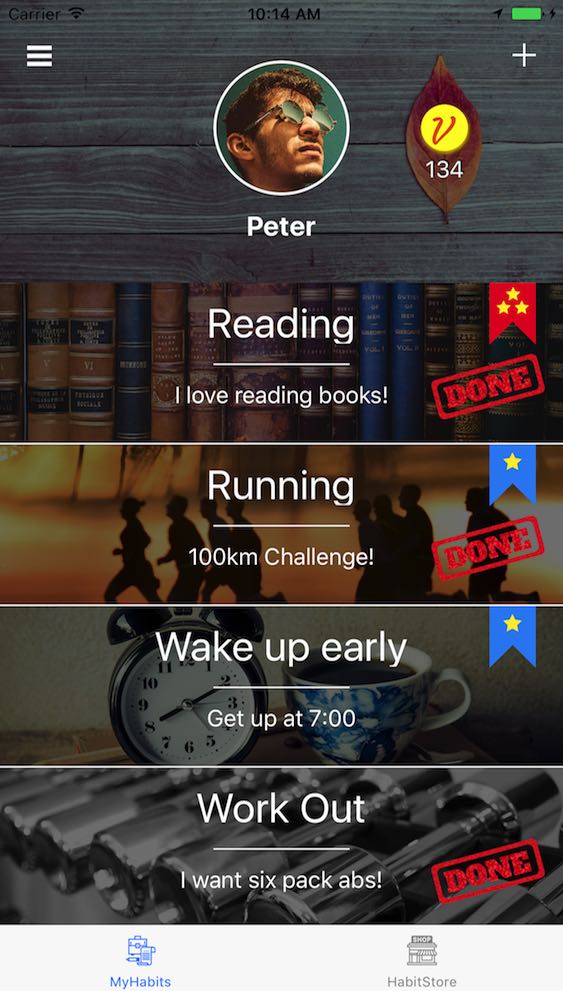 Carrier
10:14 AM
V
134
Peter
Reading
I love reading books!
DONE
Running
100km Challenge!
DONE
Wake up early
Get up at 7:00
Work Out
I want six pack abs!
DONE
SHOP
MyHabits
HabitStore